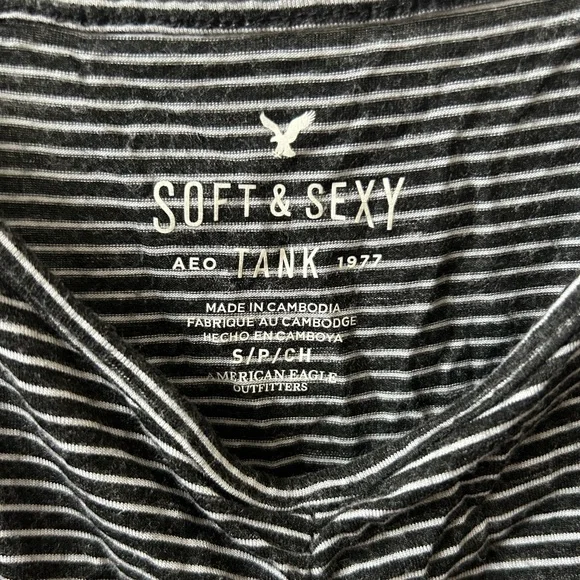 SOFT & SEXY
AEO TANK 1977
MADE IN CAMBODIA
FABRIQUE AU CAMBODGE
HECHO EN CAMBOYA
S/P/CH
AMERICAN EAGLE
OUTFITTERS